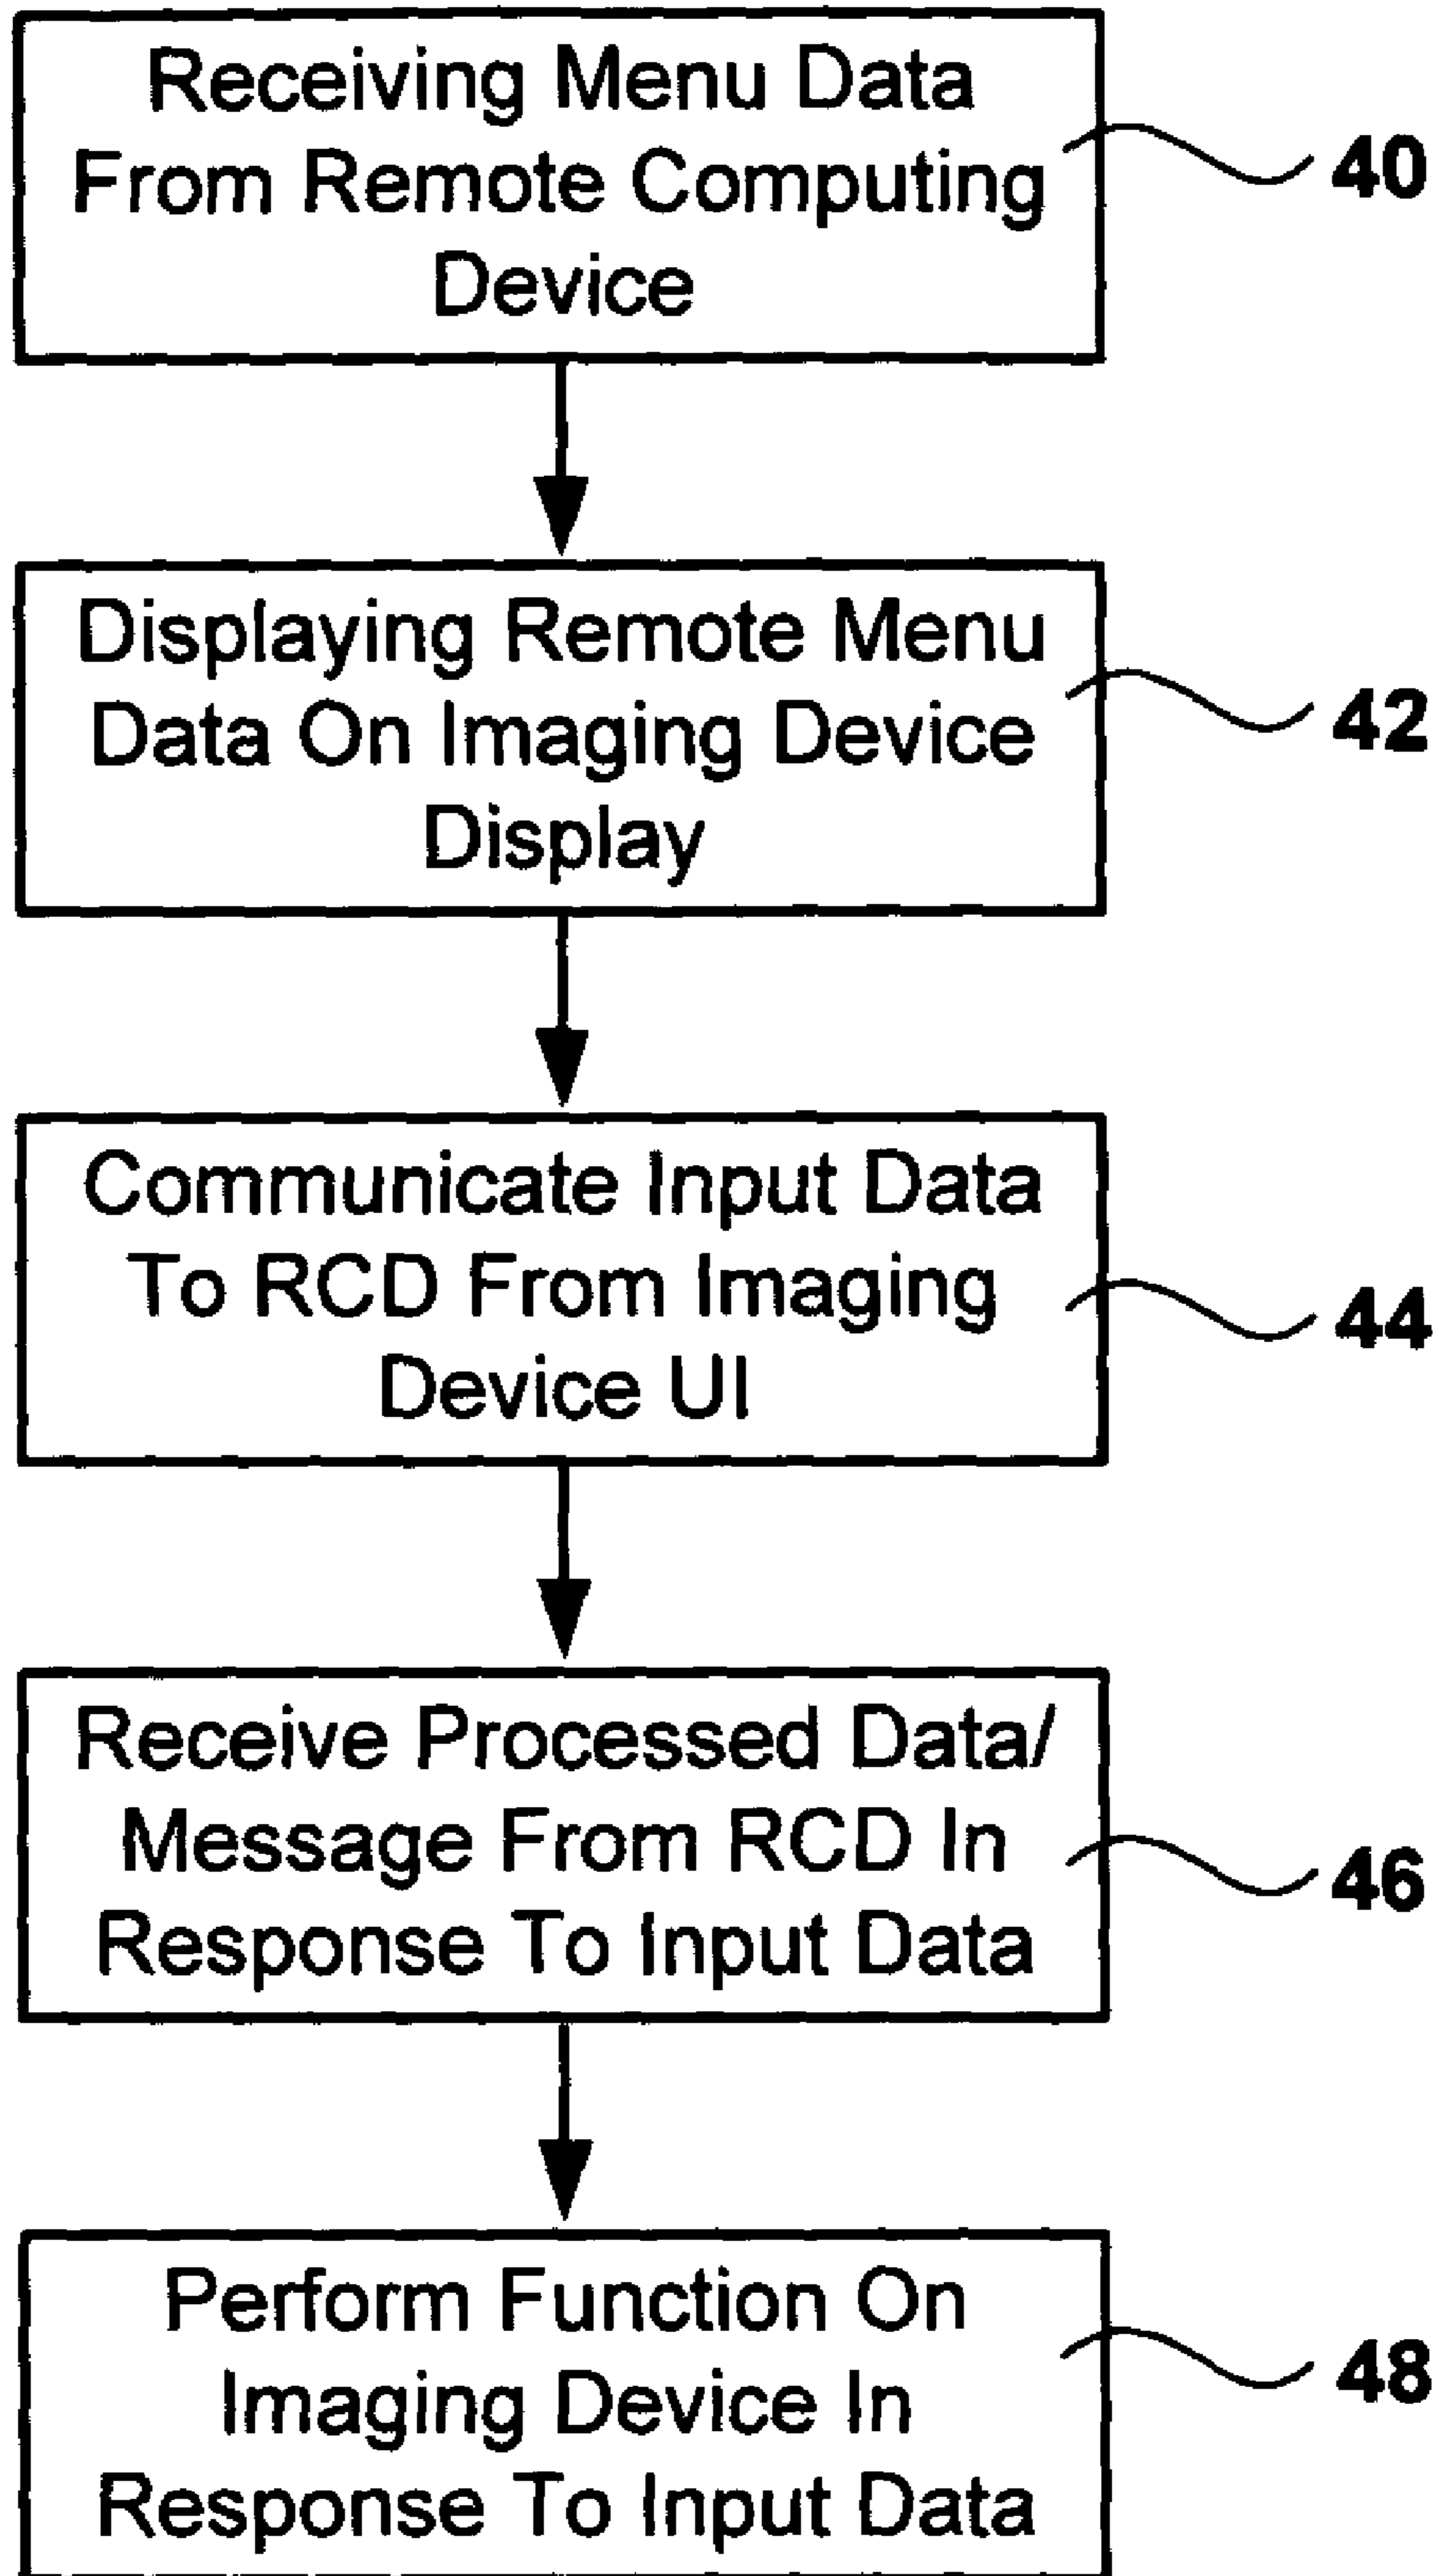 Receiving Menu Data
From Remote Computing
Device
40
Displaying Remote Menu
Data On Imaging Device
Display
42
Communicate Input Data
To RCD From Imaging
Device UI
44
Receive Processed Data/
Message From RCD In
Response To Input Data
46
Perform Function On
Imaging Device In
Response To Input Data
48